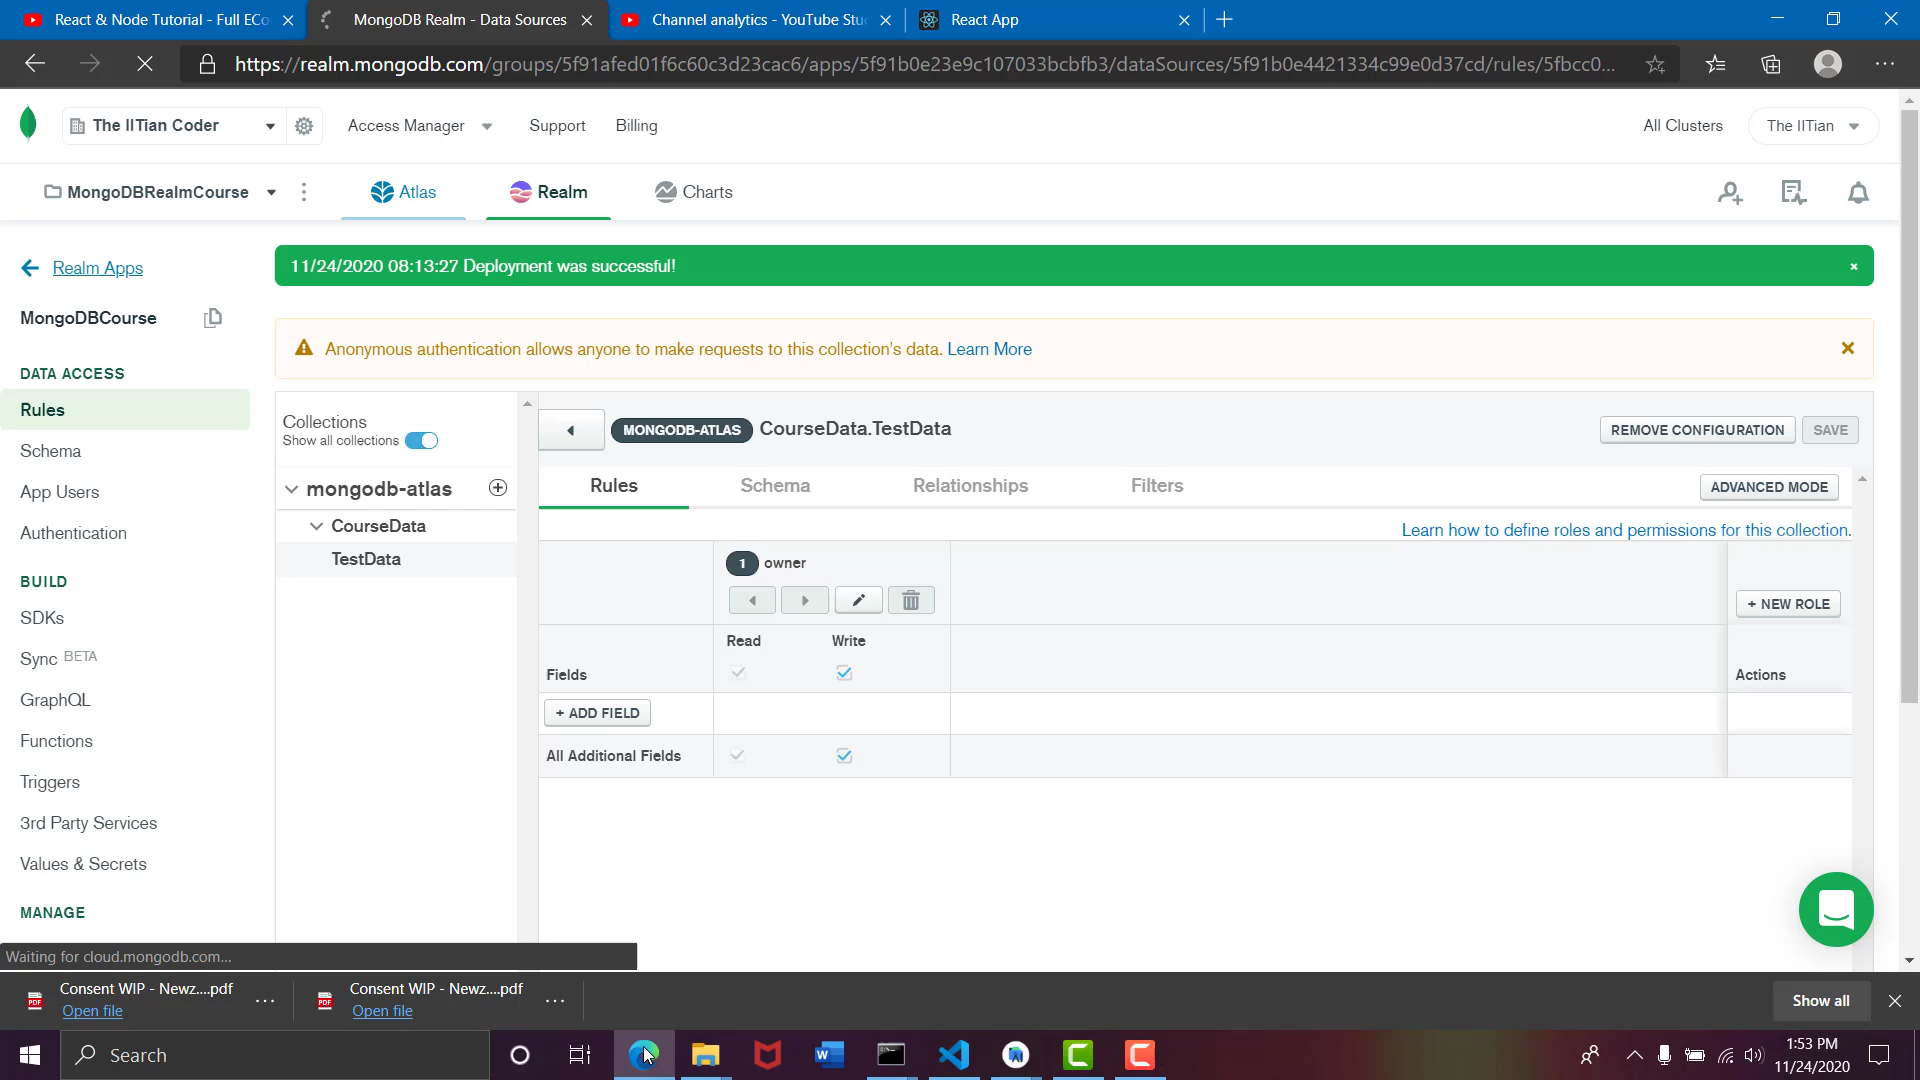 React & Node Tutorial - Full ECo
MongoDB Realm - Data Sources
Channel analytics - YouTube Stu
React App
https://realm.mongodb.com/groups/5f91afed01f6c60c3d23cac6/apps/5f91b0e23e9c107033bcbfb3/dataSources/5f91b0e4421334c99e0d37cd/rules/5fbcc0...
The IITian Coder
Access Manager
Support
Billing
All Clusters
The IITian
MongoDBRealmCourse
Atlas
Realm
Charts
Realm Apps
11/24/2020 08:13:27 Deployment was successful!
MongoDBCourse
Anonymous authentication allows anyone to make requests to this collection's data. Learn More
DATA ACCESS
Rules
Schema
App Users
Authentication
BUILD
SDKs
Sync BETA
GraphQL
Functions
Triggers
3rd Party Services
Values & Secrets
MANAGE
Collections
Show all collections
mongodb-atlas
CourseData
TestData
MONGODB-ATLAS CourseData.TestData
REMOVE CONFIGURATION
SAVE
Rules
Schema
Relationships
Filters
ADVANCED MODE
Learn how to define roles and permissions for this collection.
1 owner
+ NEW ROLE
Read Write
Fields
Actions
+ ADD FIELD
All Additional Fields
Waiting for cloud.mongodb.com...
Consent WIP - Newz....pdf
Open file
Consent WIP - Newz....pdf
Open file
Show all
Search
1:53 PM
11/24/2020